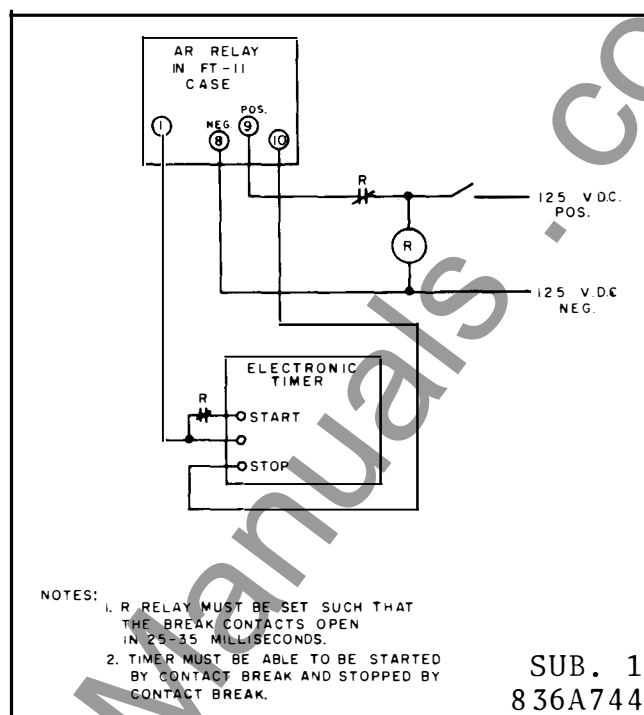 AR RELAY
IN FT-11
CASE
POS.
NEG.
1
8
9
10
R
125 V.D.C.
POS.
R
125 V.D.C
NEG.
ELECTRONIC
TIMER
R
START
STOP
NOTES:
1. R RELAY MUST BE SET SUCH THAT
THE BREAK CONTACTS OPEN
IN 25-35 MILLISECONDS.
2. TIMER MUST BE ABLE TO BE STARTED
BY CONTACT BREAK AND STOPPED BY
CONTACT BREAK.
SUB. 1
836A744
Manuals.co